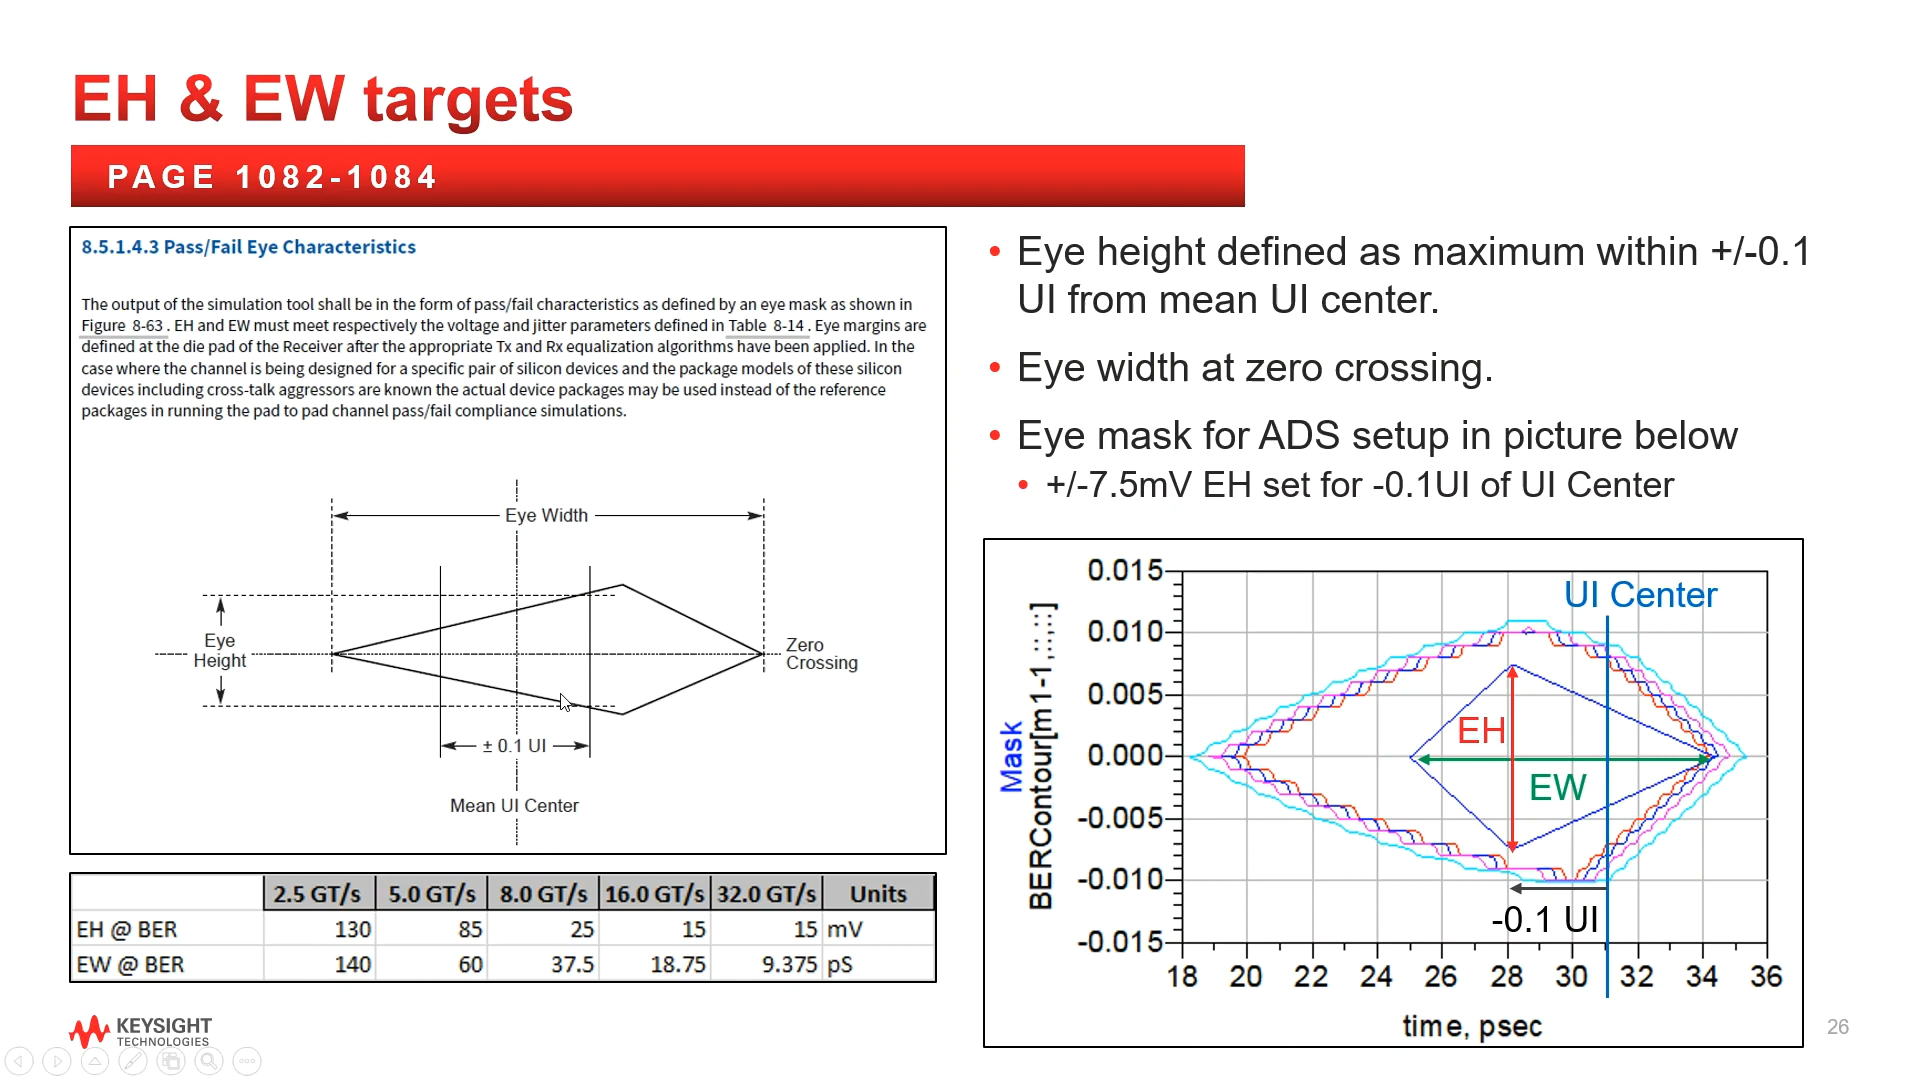 EH & EW targets
PAGE 1082-1084
8.5.1.4.3 Pass/Fail Eye Characteristics
The output of the simulation tool shall be in the form of pass/fail characteristics as defined by an eye mask as shown in
Figure 8-63 . EH and EW must meet respectively the voltage and jitter parameters defined in Table 8-14 . Eye margins are
defined at the die pad of the Receiver after the appropriate Tx and Rx equalization algorithms have been applied. In the
case where the channel is being designed for a specific pair of silicon devices and the package models of these silicon
devices including cross-talk aggressors are known the actual device packages may be used instead of the reference
packages in running the pad to pad channel pass/fail compliance simulations.
Eye Width
Eye
Height
Zero
Crossing
± 0.1 UI
Mean UI Center
2.5 GT/s 5.0 GT/s 8.0 GT/s 16.0 GT/s 32.0 GT/s Units
EH @ BER 130 85 25 15 15 mV
EW @ BER 140 60 37.5 18.75 9.375 pS
• Eye height defined as maximum within +/-0.1
UI from mean UI center.
• Eye width at zero crossing.
• Eye mask for ADS setup in picture below
• +/-7.5mV EH set for -0.1UI of UI Center
Mask
BERContour[m1-1,::,::]
0.015
0.010
0.005
0.000
-0.005
-0.010
-0.015
UI Center
EH
EW
-0.1 UI
18 20 22 24 26 28 30 32 34 36
time, psec
KEYSIGHT
TECHNOLOGIES
26